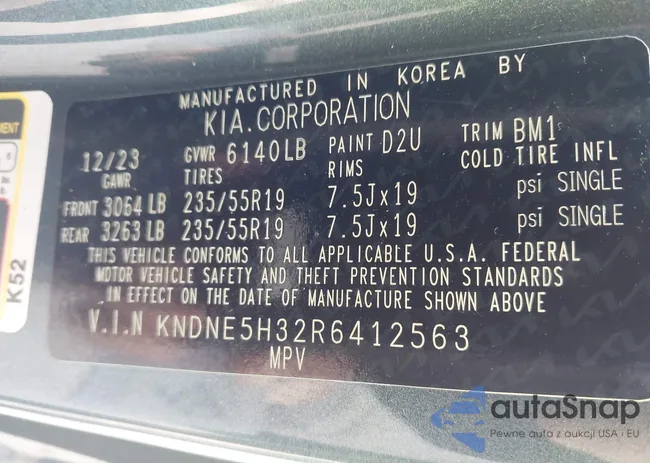 MANUFACTURED IN KOREA BY
KIA.CORPORATION
12/23 GVWR 6140LB PAINT D2U TRIM BM1
GAWR TIRES RIMS COLD TIRE INFL
FRONT 3064 LB 235/55R19 7.5Jx19 psi SINGLE
REAR 3263 LB 235/55R19 7.5Jx19 psi SINGLE
THIS VEHICLE CONFORMS TO ALL APPLICABLE U.S.A. FEDERAL
MOTOR VEHICLE SAFETY AND THEFT PREVENTION STANDARDS
IN EFFECT ON THE DATE OF MANUFACTURE SHOWN ABOVE
V.I.N KNDNE5H32R6412563
MPV
K52
autaSnap
Pewne auta z aukcji USA i EU